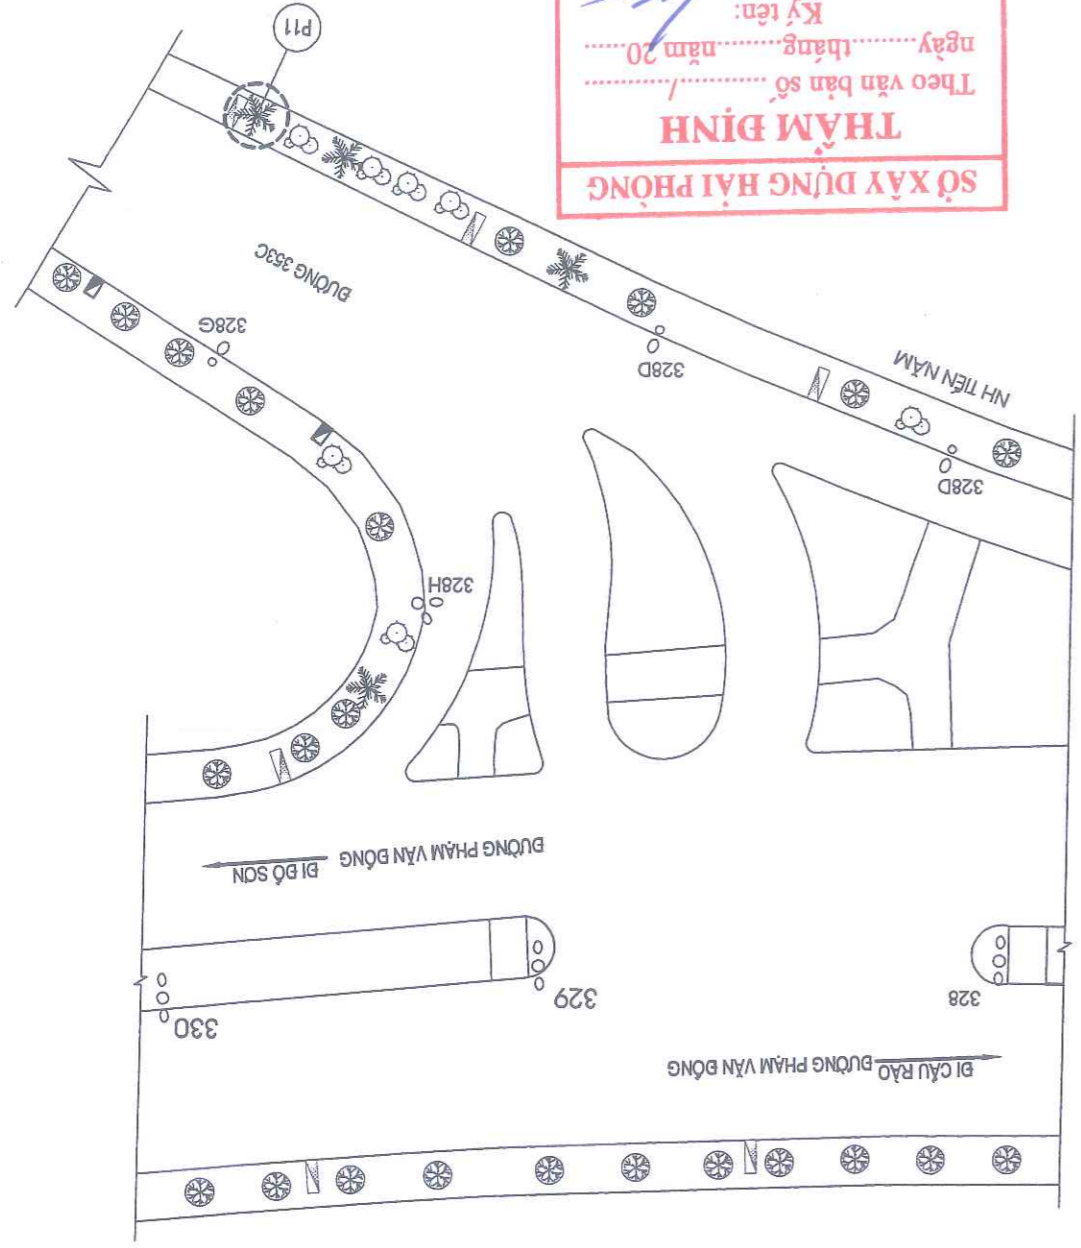 ĐI CẦU RÀO ĐƯỜNG PHẠM VĂN ĐỒNG
328
329
330
ĐƯỜNG PHẠM VĂN ĐỒNG ĐI ĐỒ SƠN
328H
328D
328D
328G
NH TIẾN NĂM
ĐƯỜNG 353C
SỞ XÂY DỰNG HẢI PHÒNG
THẨM ĐỊNH
Theo văn bản số ............/............
ngày.........tháng.........năm 20......
Ký tên:
P11